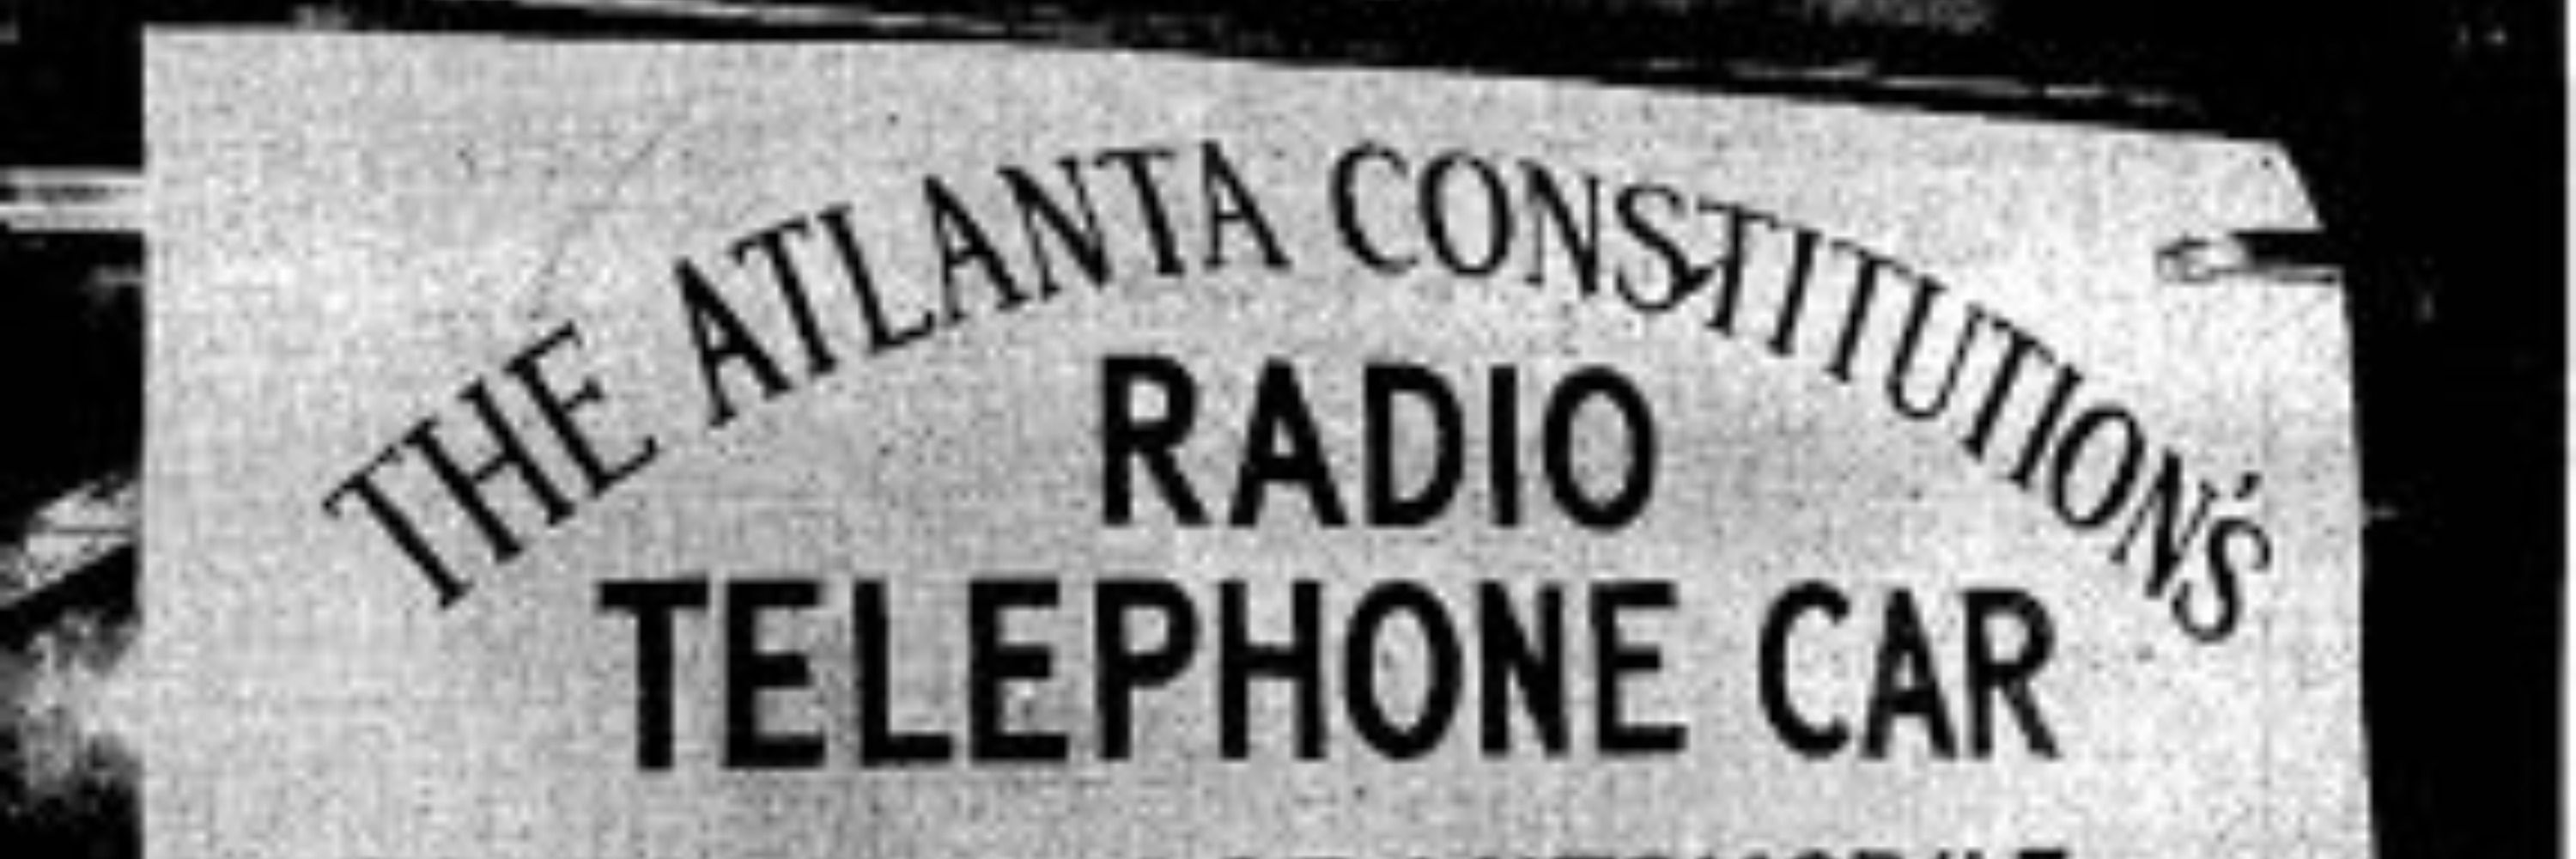 THE ATLANTA CONSTITUTION'S
RADIO
TELEPHONE CAR